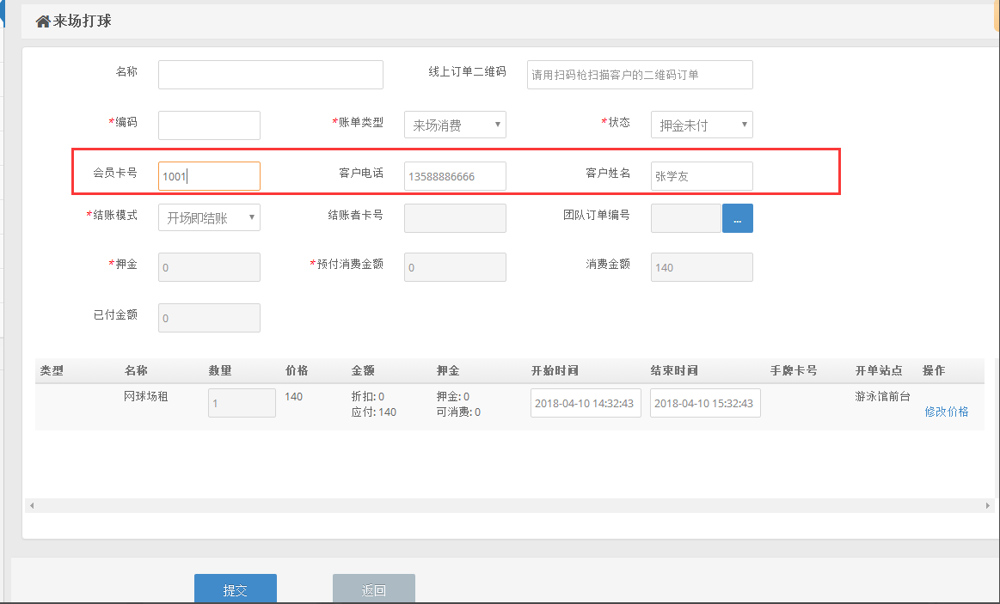 来场打球
名称 线上订单二维码 请用扫码枪扫描客户的二维码订单
*编码 *账单类型 来场消费 *状态 押金未付
会员卡号 1001 客户电话 13588886666 客户姓名 张学友
*结账模式 开场即结账 结账者卡号 团队订单编号 ...
*押金 0 *预付消费金额 0 消费金额 140
已付金额 0
类型 名称 数量 价格 金额 押金 开始时间 结束时间 手牌卡号 开单站点 操作
网球场租 1 140 折扣: 0 押金: 0 2018-04-10 14:32:43 2018-04-10 15:32:43 游泳馆前台
应付: 140 可消费: 0 修改价格
提交 返回